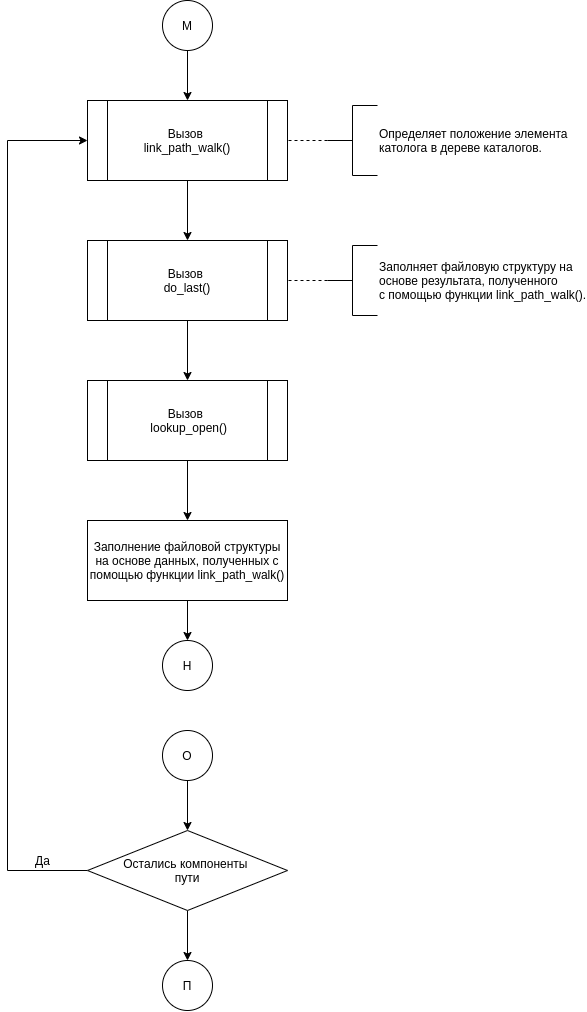 М
Вызов
link_path_walk()
Определяет положение элемента
католога в дереве каталогов.
Вызов
do_last()
Заполняет файловую структуру на
основе результата, полученного
с помощью функции link_path_walk().
Вызов
lookup_open()
Заполнение файловой структуры
на основе данных, полученных с
помощью функции link_path_walk()
Н
О
Да
Остались компоненты
пути
П